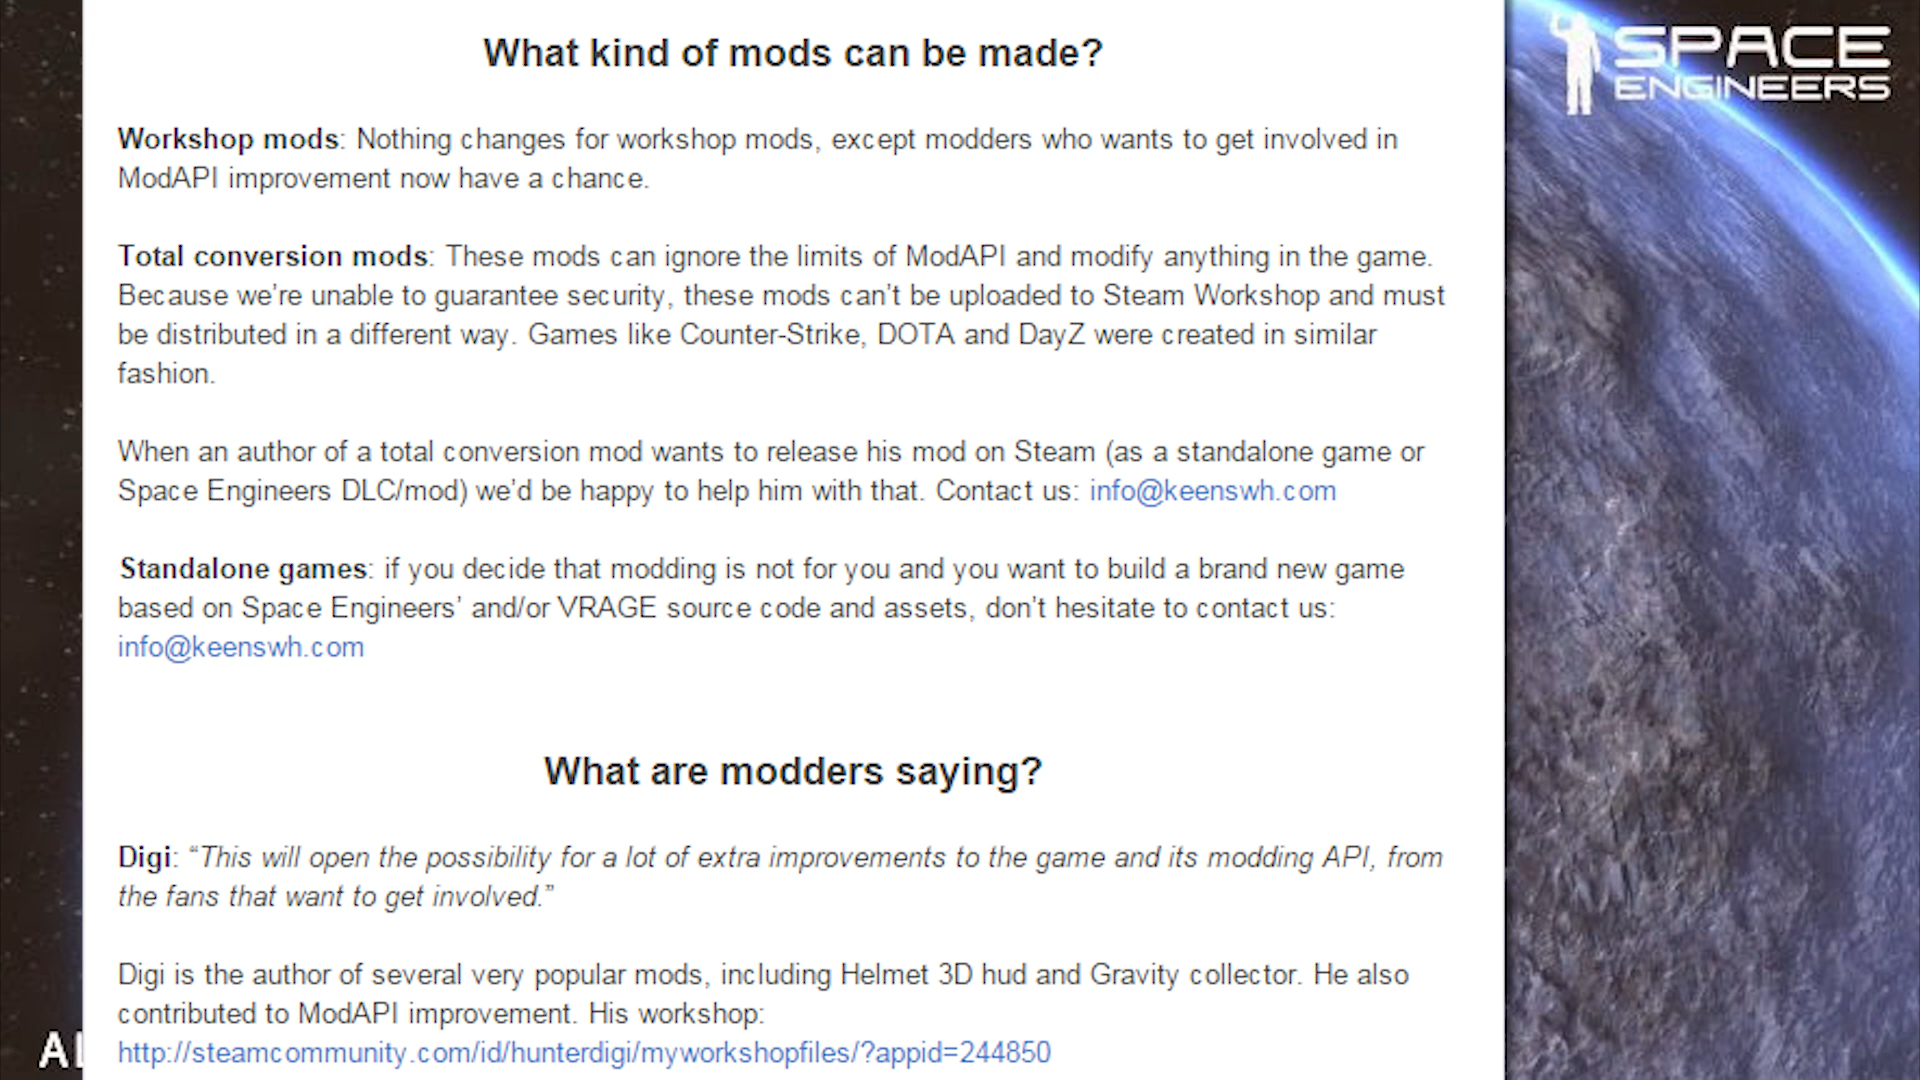 What kind of mods can be made?
SPACE
ENGINEERS
Workshop mods: Nothing changes for workshop mods, except modders who wants to get involved in
ModAPI improvement now have a chance.
Total conversion mods: These mods can ignore the limits of ModAPI and modify anything in the game.
Because we’re unable to guarantee security, these mods can’t be uploaded to Steam Workshop and must
be distributed in a different way. Games like Counter-Strike, DOTA and DayZ were created in similar
fashion.
When an author of a total conversion mod wants to release his mod on Steam (as a standalone game or
Space Engineers DLC/mod) we’d be happy to help him with that. Contact us: info@keenswh.com
Standalone games: if you decide that modding is not for you and you want to build a brand new game
based on Space Engineers’ and/or VRAGE source code and assets, don’t hesitate to contact us:
info@keenswh.com
What are modders saying?
Digi: “This will open the possibility for a lot of extra improvements to the game and its modding API, from
the fans that want to get involved.”
Digi is the author of several very popular mods, including Helmet 3D hud and Gravity collector. He also
contributed to ModAPI improvement. His workshop:
http://steamcommunity.com/id/hunterdigi/myworkshopfiles/?appid=244850